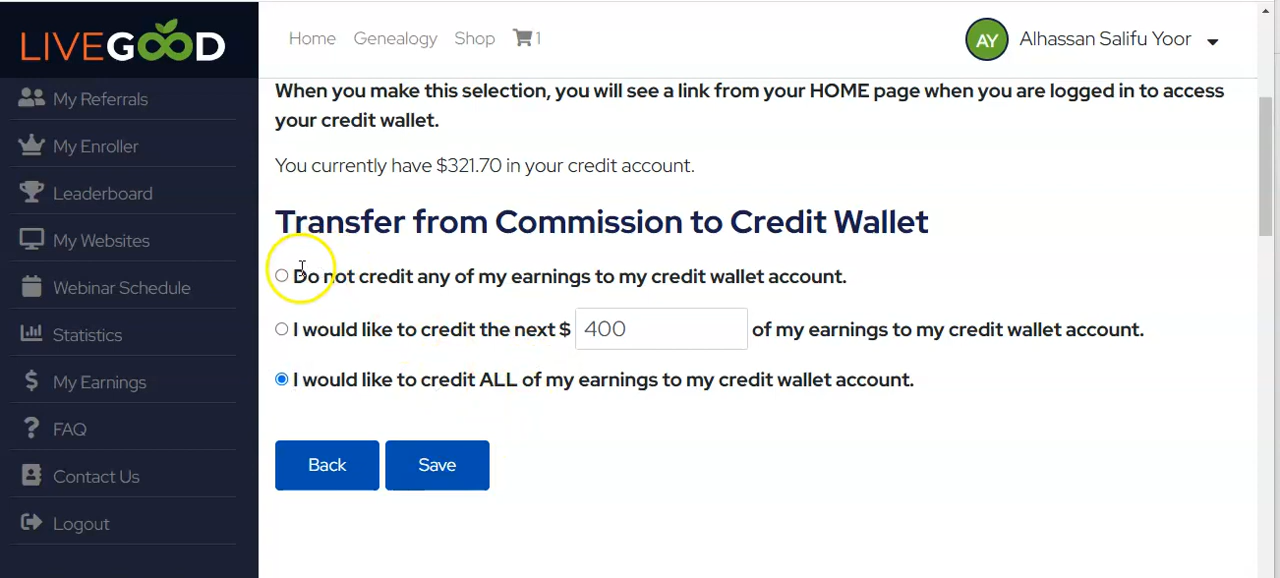 LIVEGOOD
Home Genealogy Shop 1
AY Alhassan Salifu Yoor
My Referrals
My Enroller
Leaderboard
My Websites
Webinar Schedule
Statistics
My Earnings
FAQ
Contact Us
Logout
When you make this selection, you will see a link from your HOME page when you are logged in to access
your credit wallet.
You currently have $321.70 in your credit account.
Transfer from Commission to Credit Wallet
Do not credit any of my earnings to my credit wallet account.
I would like to credit the next $ 400 of my earnings to my credit wallet account.
I would like to credit ALL of my earnings to my credit wallet account.
Back Save